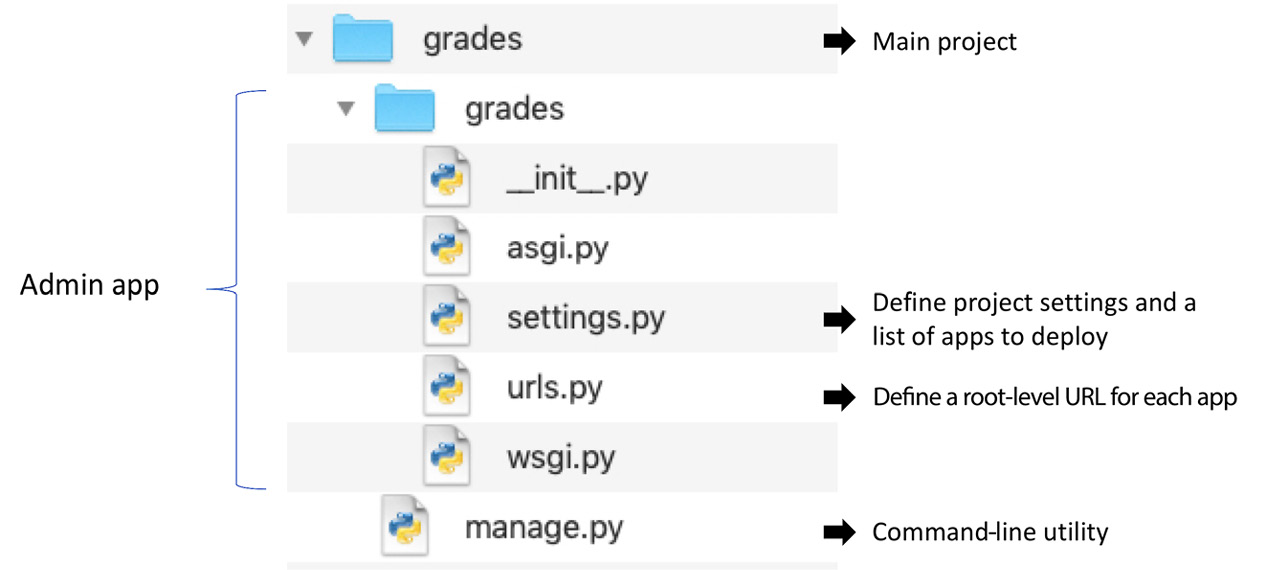 grades
Main project
grades
__init__.py
asgi.py
Admin app
settings.py
Define project settings and a
list of apps to deploy
urls.py
Define a root-level URL for each app
wsgi.py
manage.py
Command-line utility